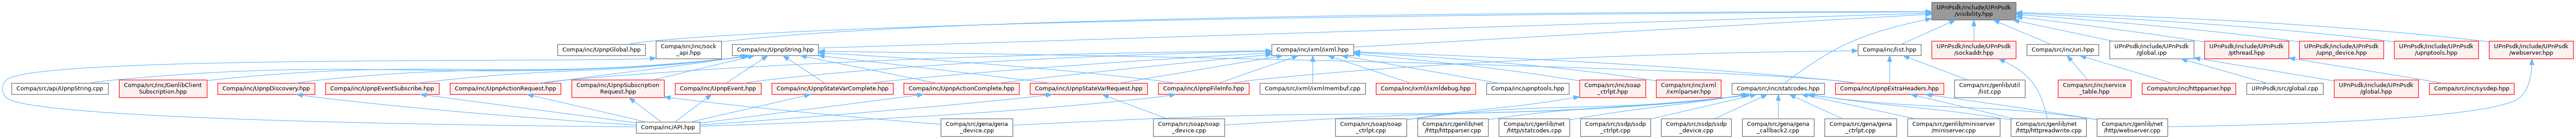 UPnPsdk/include/UPnPsdk
/visibility.hpp
Compa/inc/UpnpGlobal.hpp
Compa/src/inc/sock
_api.hpp
Compa/inc/UpnpString.hpp
Compa/inc/ixml/ixml.hpp
Compa/inc/list.hpp
UPnPsdk/include/UPnPsdk
/sockaddr.hpp
Compa/src/inc/uri.hpp
UPnPsdk/include/UPnPsdk
/global.ipp
UPnPsdk/include/UPnPsdk
/pthread.hpp
UPnPsdk/include/UPnPsdk
/upnp_device.hpp
UPnPsdk/include/UPnPsdk
/upnptools.hpp
UPnPsdk/include/UPnPsdk
/webserver.hpp
Compa/src/api/UpnpString.cpp
Compa/src/inc/GenlibClient
Subscription.hpp
Compa/inc/UpnpDiscovery.hpp
Compa/inc/UpnpEventSubscribe.hpp
Compa/inc/UpnpActionRequest.hpp
Compa/inc/UpnpSubscription
Request.hpp
Compa/inc/UpnpEvent.hpp
Compa/inc/UpnpStateVarComplete.hpp
Compa/inc/UpnpActionComplete.hpp
Compa/inc/UpnpStateVarRequest.hpp
Compa/inc/UpnpFileInfo.hpp
Compa/src/ixml/ixmlmembuf.cpp
Compa/inc/ixml/ixmldebug.hpp
Compa/inc/upnptools.hpp
Compa/src/inc/soap
_ctrlpt.hpp
Compa/src/inc/ixml
/ixmlparser.hpp
Compa/src/inc/statcodes.hpp
Compa/inc/UpnpExtraHeaders.hpp
Compa/src/genlib/util
/list.cpp
Compa/src/inc/service
_table.hpp
Compa/src/inc/httpparser.hpp
UPnPsdk/src/global.cpp
UPnPsdk/include/UPnPsdk
/global.hpp
Compa/src/inc/sysdep.hpp
Compa/inc/API.hpp
Compa/src/gena/gena
_device.cpp
Compa/src/soap/soap
_device.cpp
Compa/src/soap/soap
_ctrlpt.cpp
Compa/src/genlib/net
/http/httpparser.cpp
Compa/src/genlib/net
/http/statcodes.cpp
Compa/src/ssdp/ssdp
_ctrlpt.cpp
Compa/src/ssdp/ssdp
_device.cpp
Compa/src/gena/gena
_callback2.cpp
Compa/src/gena/gena
_ctrlpt.cpp
Compa/src/genlib/miniserver
/miniserver.cpp
Compa/src/genlib/net
/http/httpreadwrite.cpp
Compa/src/genlib/net
/http/webserver.cpp